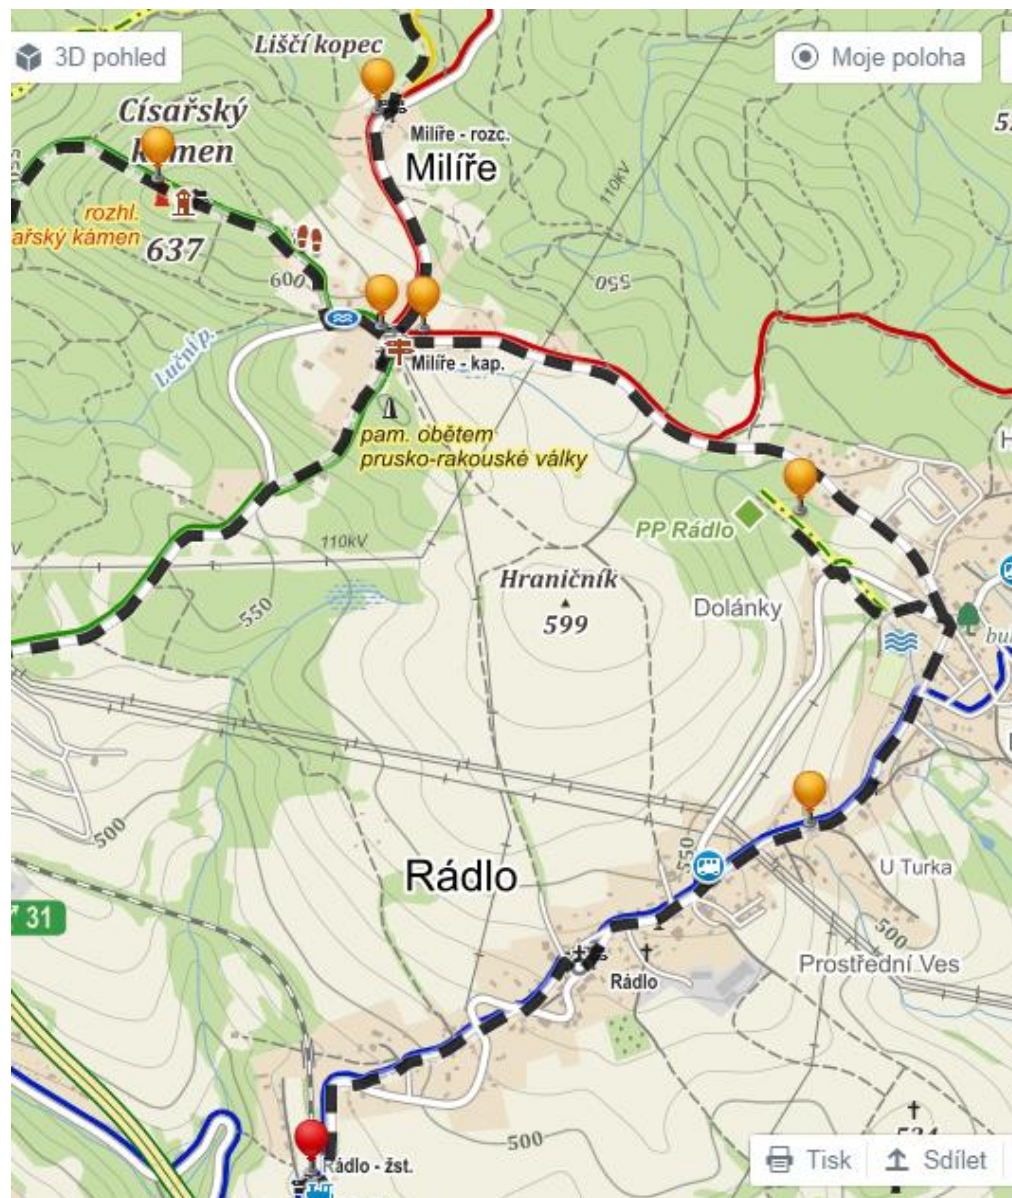 3D pohled
Liščí kopec
Moje poloha
Císařský
kámen
Milíře - rozc.
Milíře
110kV
rozhl.
ařský kámen
637
600
550
Luční p.
Milíře - kap.
pam. obětem
prusko-rakouské války
PP Rádlo
110kV
Hraničník
599
Dolánky
550
500
550
Rádlo
U Turka
31
500
Prostřední Ves
Rádlo
500
Rádlo - žst.
Tisk
Sdílet